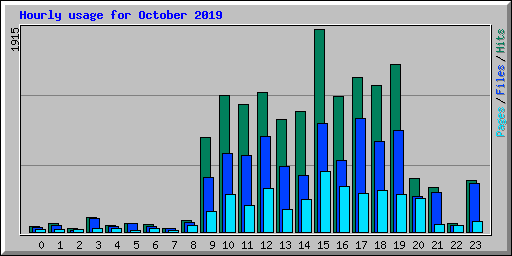 Hourly usage for October 2019
1915
Pages / Files / Hits
0 1 2 3 4 5 6 7 8 9 10 11 12 13 14 15 16 17 18 19 20 21 22 23